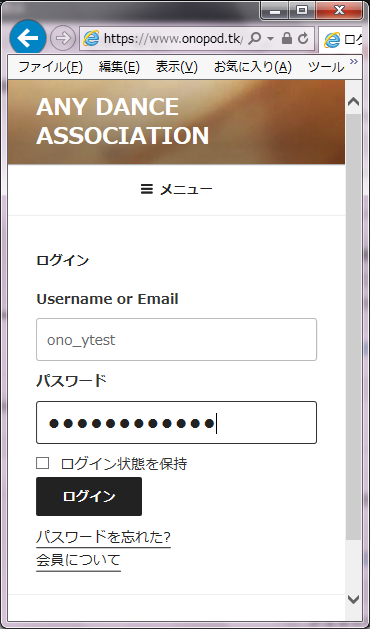 https://www.onopod.tk/
ファイル(F) 編集(E) 表示(V) お気に入り(A) ツール »
ANY DANCE
ASSOCIATION
メニュー
ログイン
Username or Email
ono_ytest
パスワード
●●●●●●●●●●●●
ログイン状態を保持
ログイン
パスワードを忘れた?
会員について